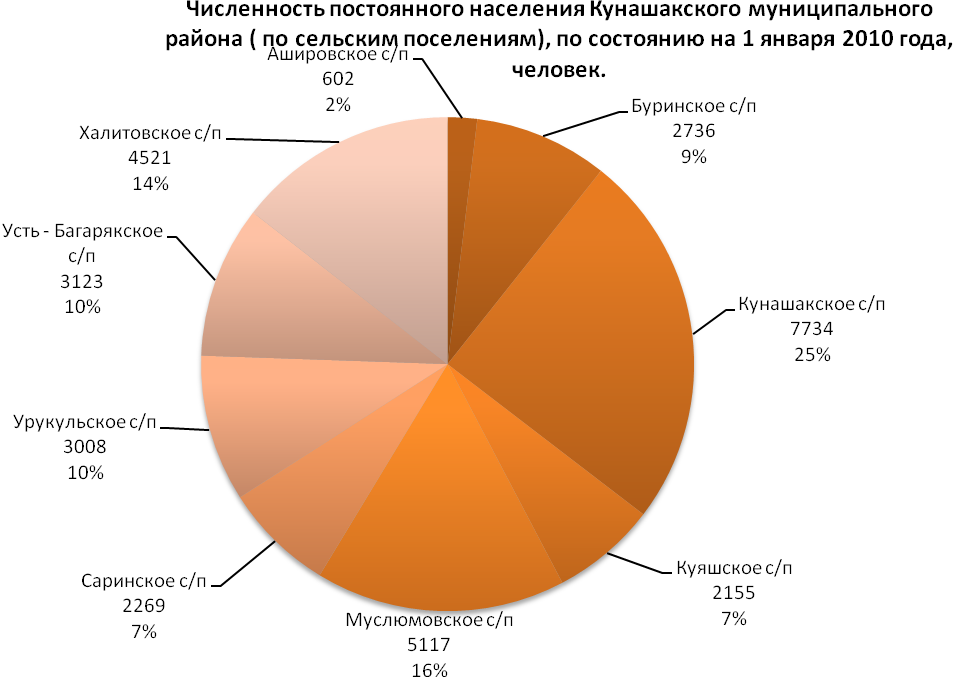 Численность постоянного населения Кунашакского муниципального
района ( по сельским поселениям), по состоянию на 1 января 2010 года,
человек.
Ашировское с/п
602
2%
Буринское с/п
2736
9%
Кунашакское с/п
7734
25%
Куяшское с/п
2155
7%
Муслюмовское с/п
5117
16%
Саринское с/п
2269
7%
Урукульское с/п
3008
10%
Усть - Багарякское
с/п
3123
10%
Халитовское с/п
4521
14%